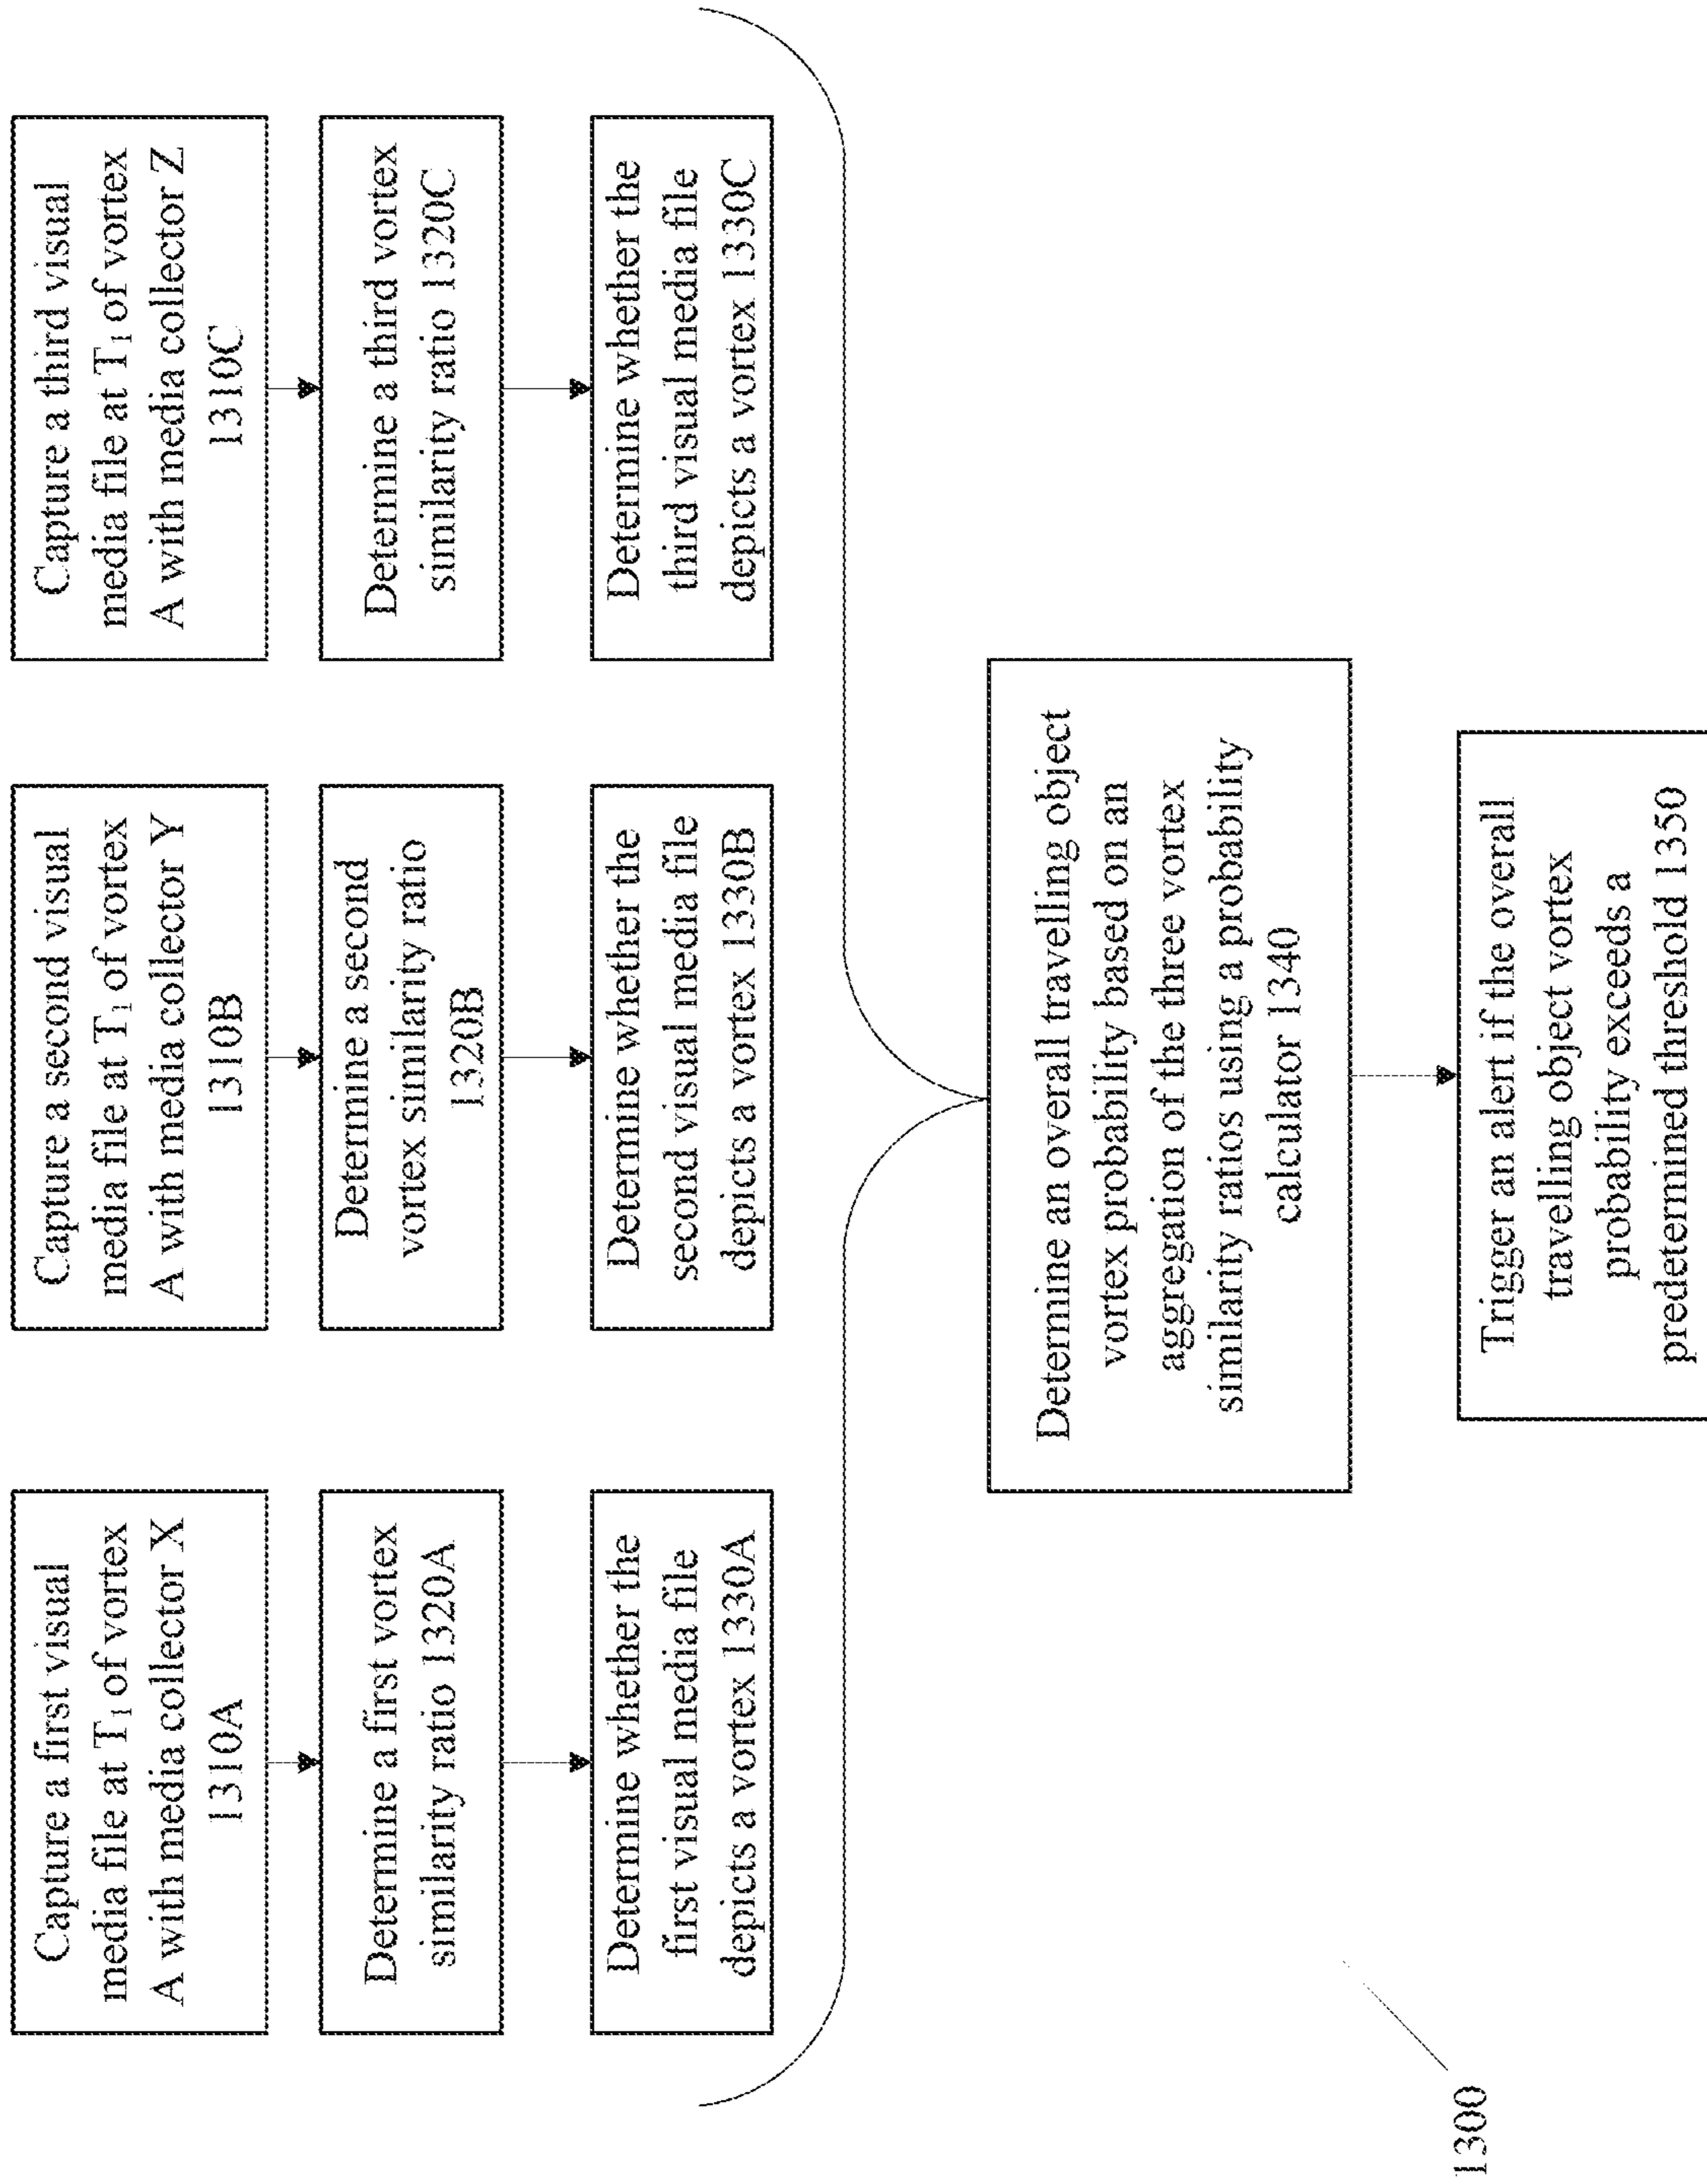 Capture a first visual
media file at T₁ of vortex
A with media collector X
1310A
Determine a first vortex
similarity ratio 1320A
Determine whether the
first visual media file
depicts a vortex 1330A
Capture a second visual
media file at T₁ of vortex
A with media collector Y
1310B
Determine a second
vortex similarity ratio
1320B
Determine whether the
second visual media file
depicts a vortex 1330B
Capture a third visual
media file at T₁ of vortex
A with media collector Z
1310C
Determine a third vortex
similarity ratio 1320C
Determine whether the
third visual media file
depicts a vortex 1330C
Determine an overall travelling object
vortex probability based on an
aggregation of the three vortex
similarity ratios using a probability
calculator 1340
Trigger an alert if the overall
travelling object vortex
probability exceeds a
predetermined threshold 1350
1300